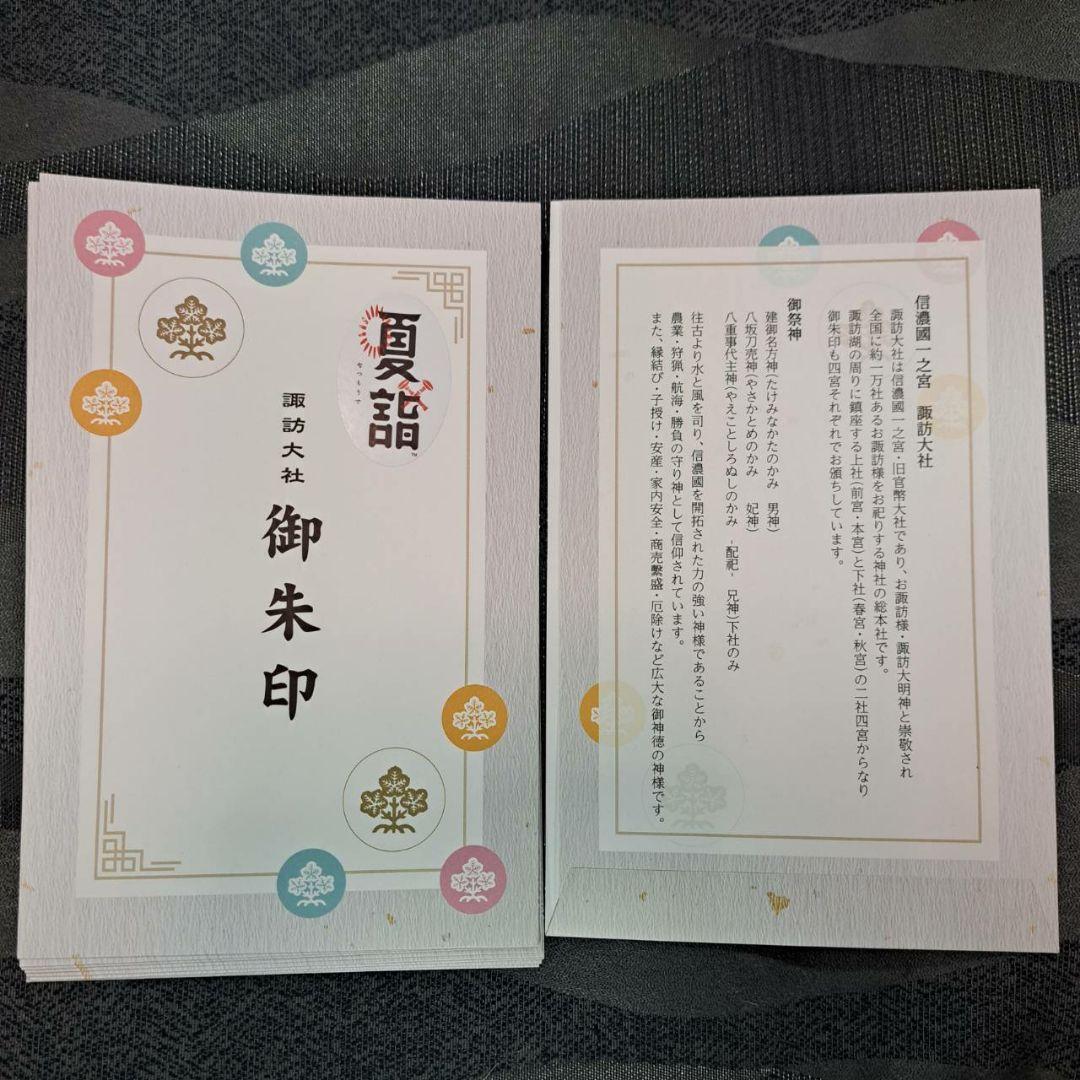 夏詣
なつもうで
™
諏訪大社
御朱印
信濃國一之宮　諏訪大社
諏訪大社は信濃國一之宮・旧官幣大社であり、お諏訪様・諏訪大明神と崇敬され
全国に約一万社あるお諏訪様をお祀りする神社の総本社です。
諏訪湖の周りに鎮座する上社(前宮・本宮)と下社(春宮・秋宮)の二社四宮からなり
御朱印も四宮それぞれでお頒ちしています。
御祭神
建御名方神(たけみなかたのかみ　男神)
八坂刀売神(やさかとめのかみ　妃神)
八重事代主神(やえことしろぬしのかみ　-配祀-　兄神)下社のみ
往古より水と風を司り、信濃國を開拓された力の強い神様であることから
農業・狩猟・航海・勝負の守り神として信仰されています。
また、縁結び・子授け・安産・家内安全・商売繫盛・厄除けなど広大な御神徳の神様です。